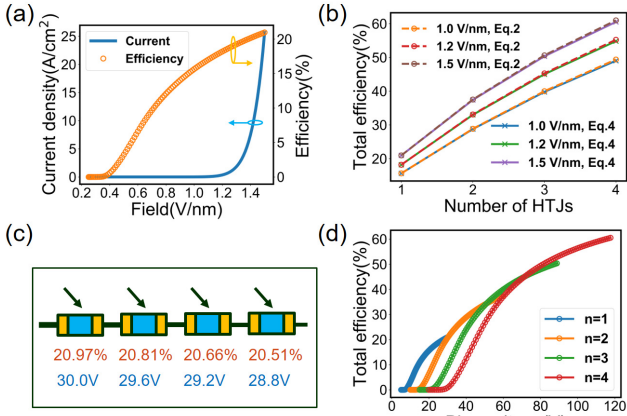 (a)
Current density(A/cm²)
25
20
15
10
5
0
Current
Efficiency
20
15
10
5
0
Efficiency(%)
0.2 0.4 0.6 0.8 1.0 1.2 1.4
Field(V/nm)
(b)
Total efficiency(%)
60
50
40
30
20
1.0 V/nm, Eq.2
1.2 V/nm, Eq.2
1.5 V/nm, Eq.2
1.0 V/nm, Eq.4
1.2 V/nm, Eq.4
1.5 V/nm, Eq.4
1 2 3 4
Number of HTJs
(c)
20.97% 20.81% 20.66% 20.51%
30.0V 29.6V 29.2V 28.8V
(d)
Total efficiency(%)
60
50
40
30
20
10
0
n=1
n=2
n=3
n=4
0 20 40 60 80 100 120